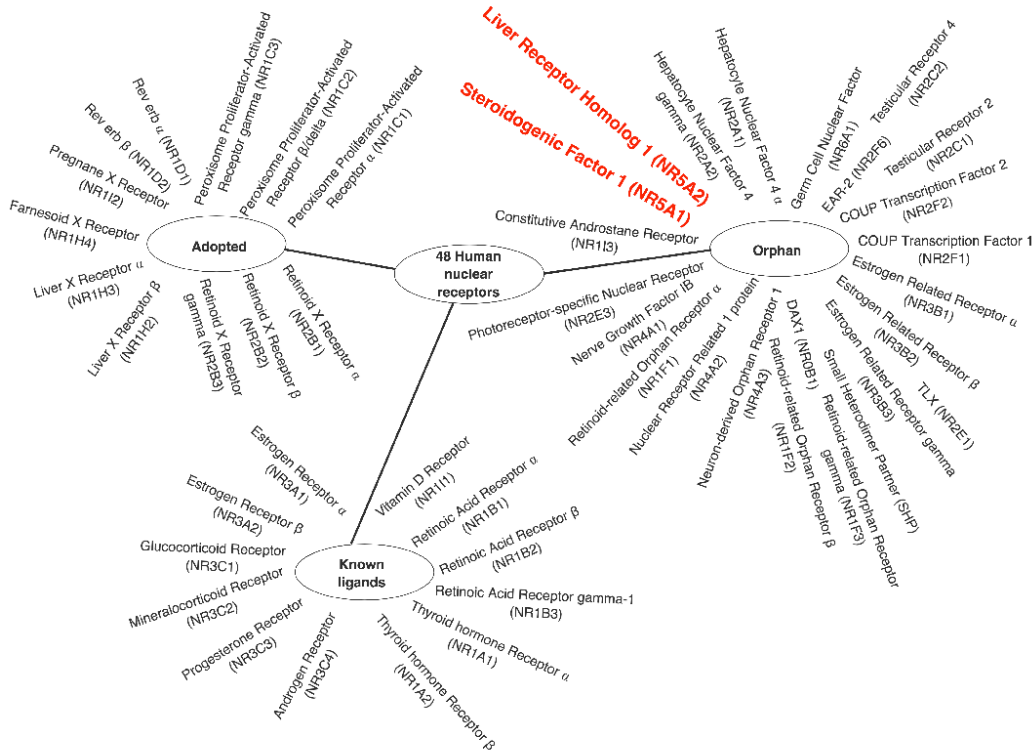 Peroxisome Proliferator-Activated
Receptor gamma (NR1C3)
Peroxisome Proliferator-Activated
Receptor β/delta (NR1C2)
Peroxisome Proliferator-Activated
Receptor α (NR1C1)
Rev erb α (NR1D1)
Rev erb β (NR1D2)
Pregnane X Receptor
(NR1I2)
Farnesoid X Receptor
(NR1H4)
Liver X Receptor α
(NR1H3)
Liver X Receptor β
(NR1H2)
Adopted
Retinoid X Receptor
gamma (NR2B3)
Retinoid X Receptor β
(NR2B2)
Retinoid X Receptor α
(NR2B1)
48 Human
nuclear
receptors
Liver Receptor Homolog 1 (NR5A2)
Steroidogenic Factor 1 (NR5A1)
Hepatocyte Nuclear Factor 4
gamma (NR2A2)
Hepatocyte Nuclear Factor 4 α
(NR2A1)
Germ Cell Nuclear Factor
(NR6A1)
EAR-2 (NR2F6)
Testicular Receptor 4
(NR2C2)
Testicular Receptor 2
(NR2C1)
COUP Transcription Factor 2
(NR2F2)
COUP Transcription Factor 1
(NR2F1)
Orphan
Constitutive Androstane Receptor
(NR1I3)
Photoreceptor-specific Nuclear Receptor
(NR2E3)
Nerve Growth Factor IB
(NR4A1)
Retinoid-related Orphan Receptor α
(NR1F1)
Nuclear Receptor Related 1 protein
(NR4A2)
Neuron-derived Orphan Receptor 1
(NR4A3)
DAX1 (NR0B1)
Retinoid-related Orphan Receptor β
(NR1F2)
Retinoid-related Orphan Receptor
gamma (NR1F3)
Small Heterodimer Partner (SHP)
Estrogen Related Receptor gamma
(NR3B3)
TLX (NR2E1)
Estrogen Related Receptor β
(NR3B2)
Estrogen Related Receptor α
(NR3B1)
Estrogen Receptor α
(NR3A1)
Estrogen Receptor β
(NR3A2)
Glucocorticoid Receptor
(NR3C1)
Mineralocorticoid Receptor
(NR3C2)
Progesterone Receptor
(NR3C3)
Androgen Receptor
(NR3C4)
Known
ligands
Vitamin D Receptor
(NR1I1)
Retinoic Acid Receptor α
(NR1B1)
Retinoic Acid Receptor β
(NR1B2)
Retinoic Acid Receptor gamma-1
(NR1B3)
Thyroid hormone Receptor α
(NR1A1)
Thyroid hormone Receptor β
(NR1A2)